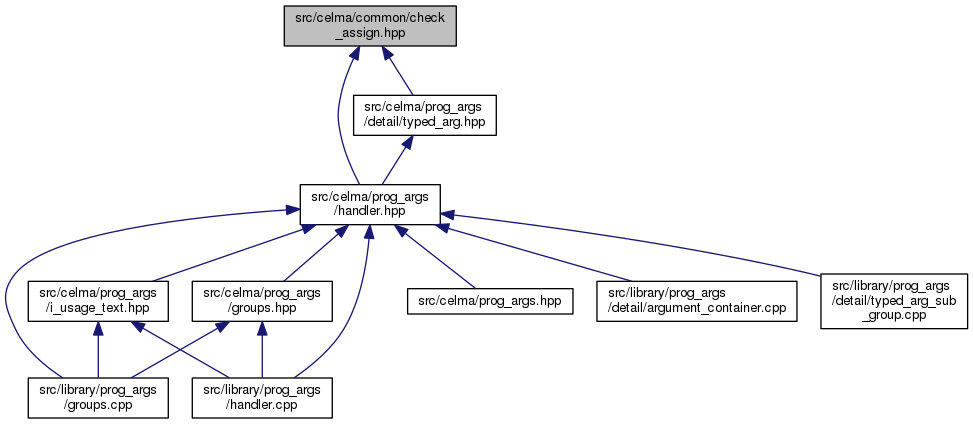 src/celma/common/check
_assign.hpp
src/celma/prog_args
/detail/typed_arg.hpp
src/celma/prog_args
/handler.hpp
src/celma/prog_args
/i_usage_text.hpp
src/celma/prog_args
/groups.hpp
src/celma/prog_args.hpp
src/library/prog_args
/detail/argument_container.cpp
src/library/prog_args
/detail/typed_arg_sub
_group.cpp
src/library/prog_args
/groups.cpp
src/library/prog_args
/handler.cpp